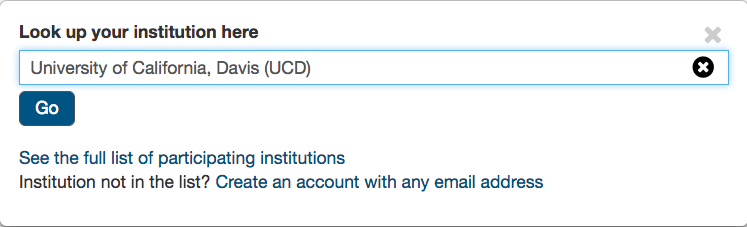 Look up your institution here
University of California, Davis (UCD)
Go
See the full list of participating institutions
Institution not in the list? Create an account with any email address